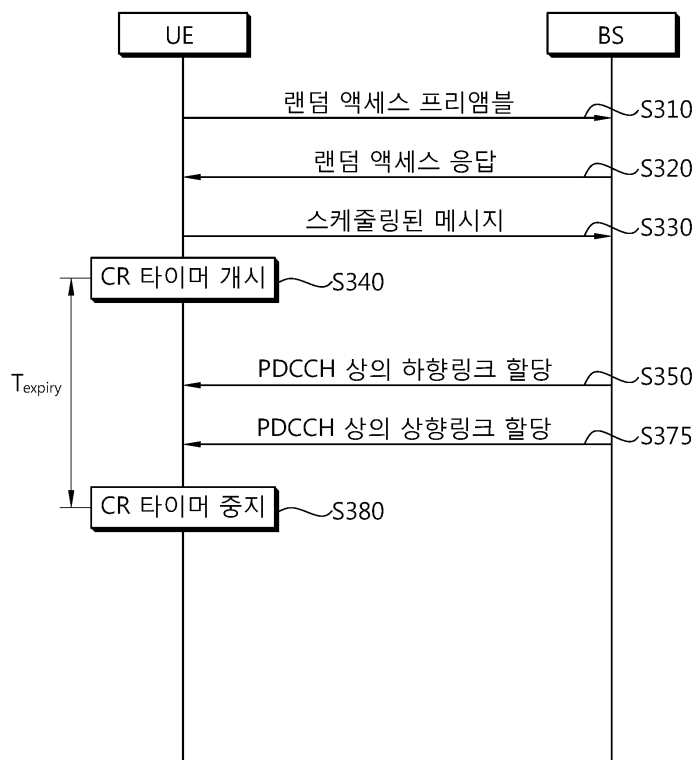 UE
BS
랜덤 액세스 프리앰블
S310
랜덤 액세스 응답
S320
스케줄링된 메시지
S330
CR 타이머 개시
S340
PDCCH 상의 하향링크 할당
S350
Texpiry
PDCCH 상의 상향링크 할당
S375
CR 타이머 중지
S380